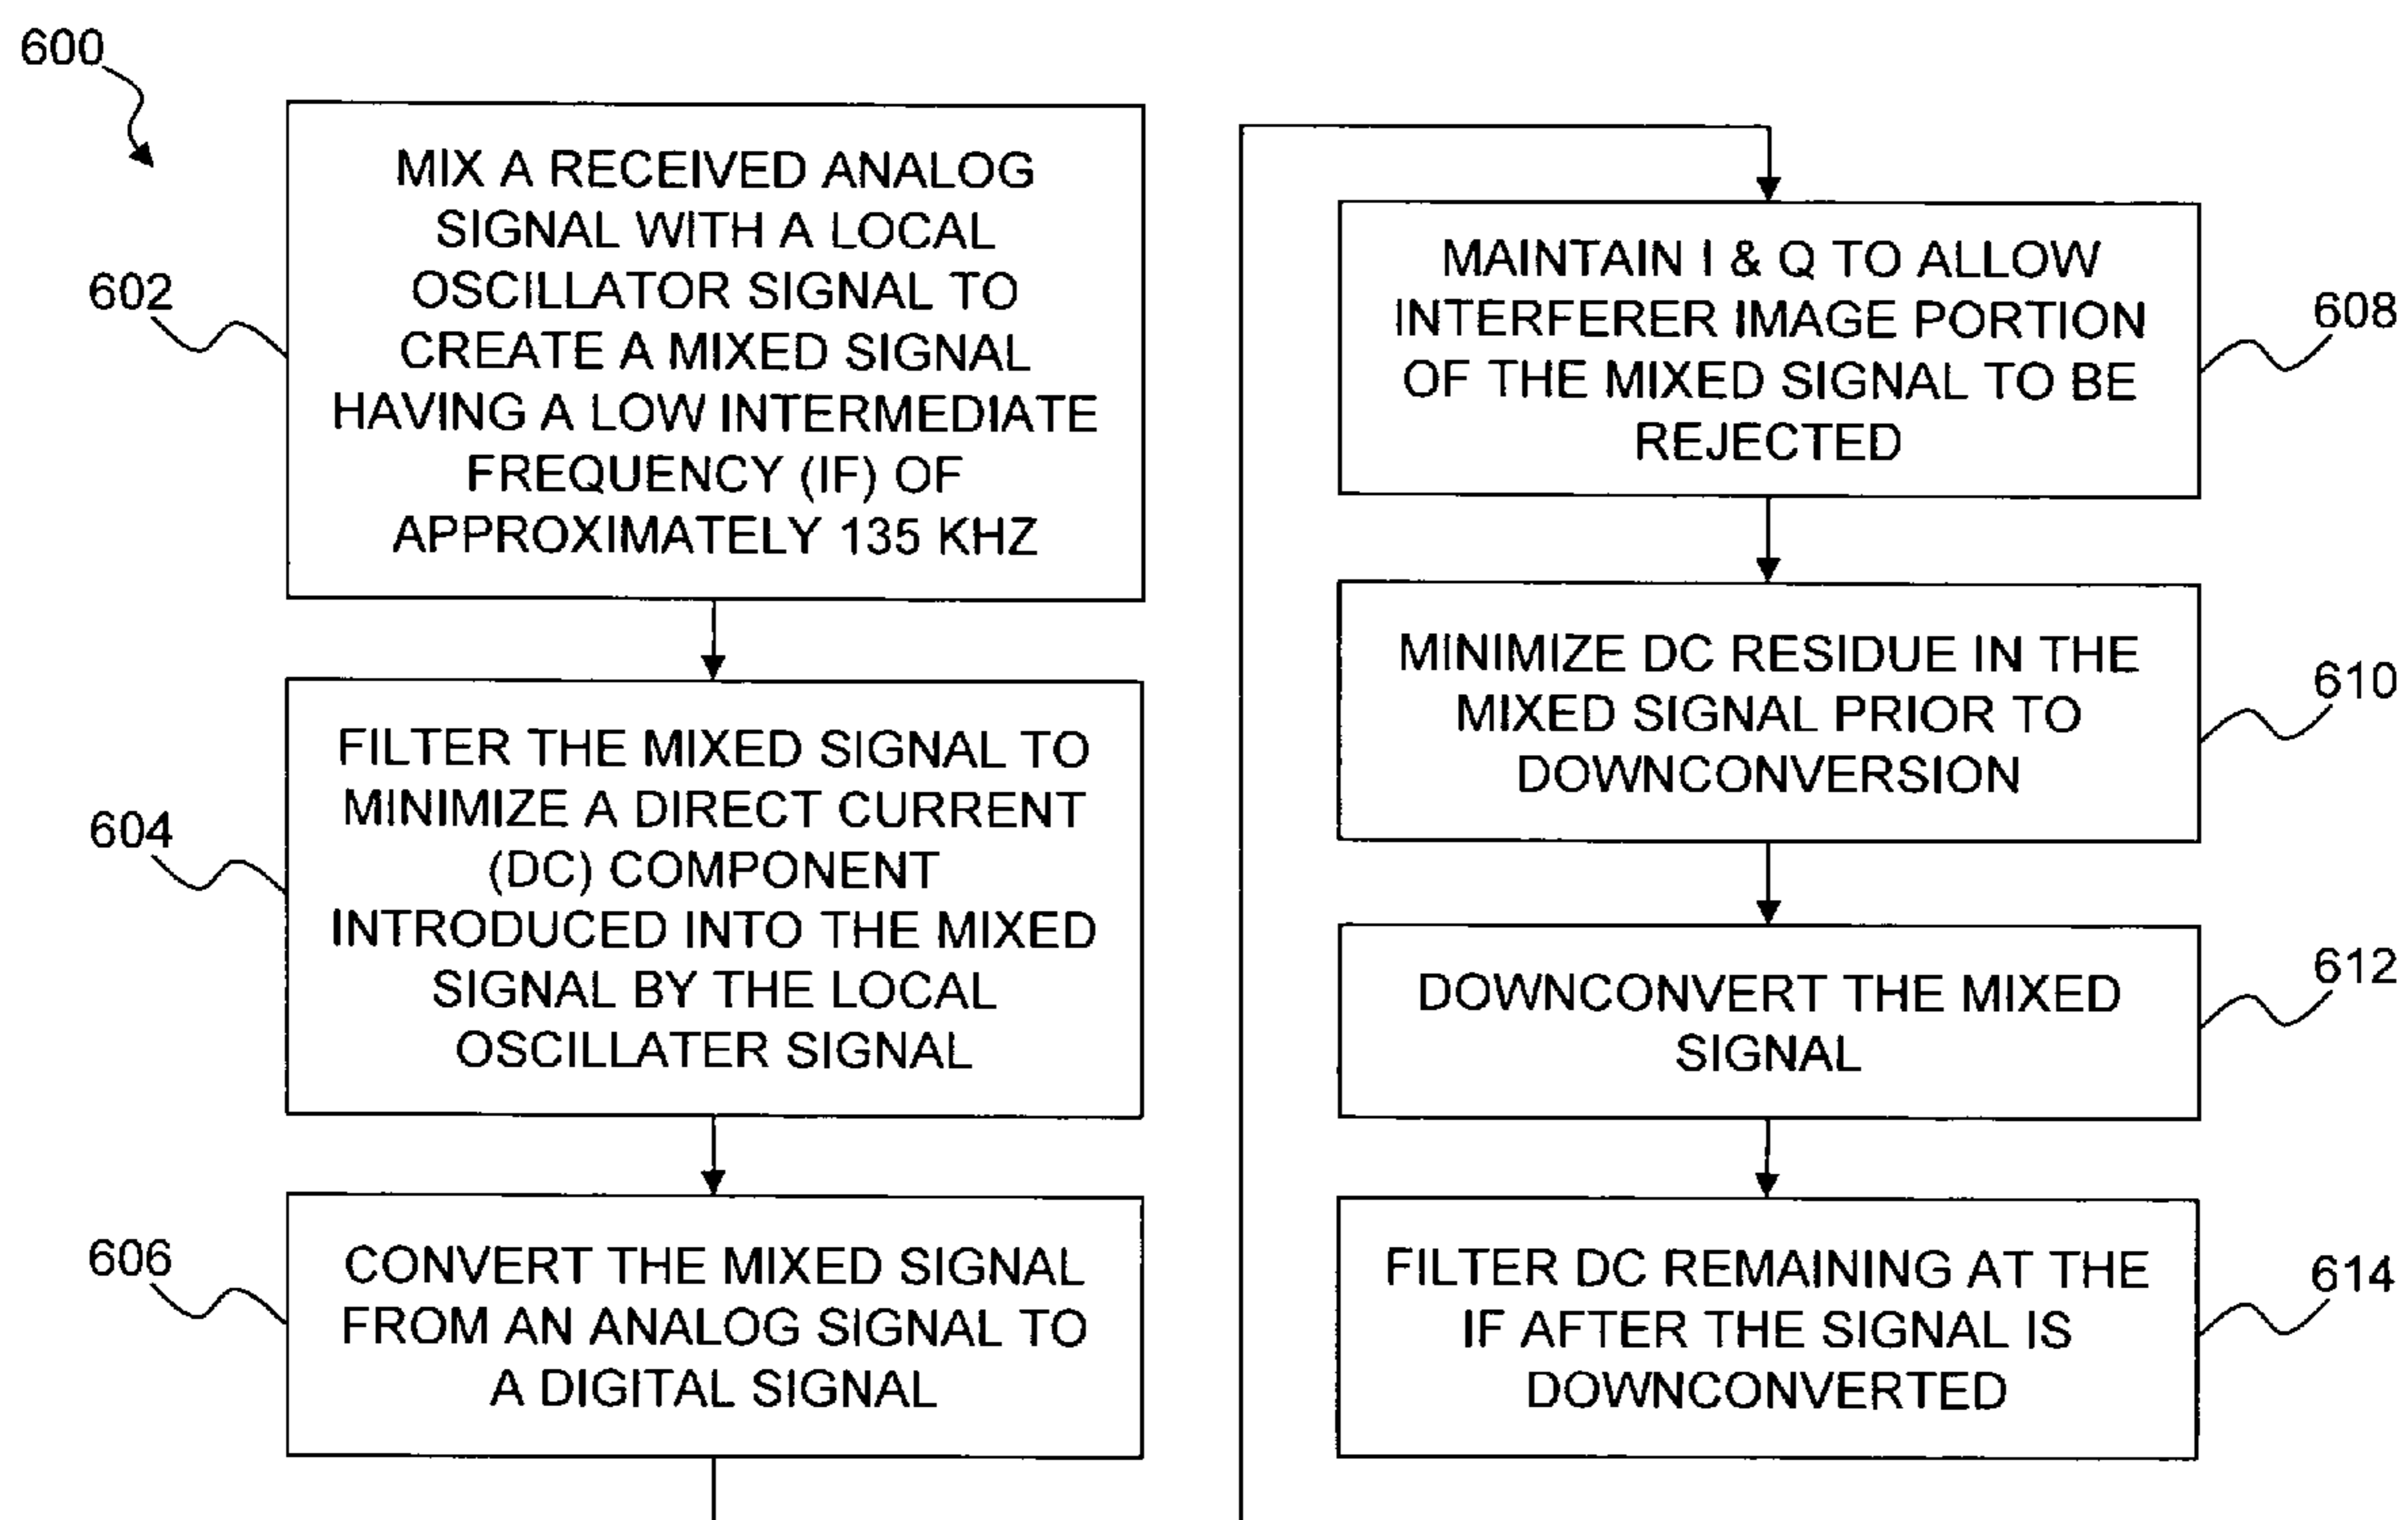 600
602
MIX A RECEIVED ANALOG
SIGNAL WITH A LOCAL
OSCILLATOR SIGNAL TO
CREATE A MIXED SIGNAL
HAVING A LOW INTERMEDIATE
FREQUENCY (IF) OF
APPROXIMATELY 135 KHZ
604
FILTER THE MIXED SIGNAL TO
MINIMIZE A DIRECT CURRENT
(DC) COMPONENT
INTRODUCED INTO THE MIXED
SIGNAL BY THE LOCAL
OSCILLATER SIGNAL
606
CONVERT THE MIXED SIGNAL
FROM AN ANALOG SIGNAL TO
A DIGITAL SIGNAL
MAINTAIN I & Q TO ALLOW
INTERFERER IMAGE PORTION
OF THE MIXED SIGNAL TO BE
REJECTED
608
MINIMIZE DC RESIDUE IN THE
MIXED SIGNAL PRIOR TO
DOWNCONVERSION
610
DOWNCONVERT THE MIXED
SIGNAL
612
FILTER DC REMAINING AT THE
IF AFTER THE SIGNAL IS
DOWNCONVERTED
614